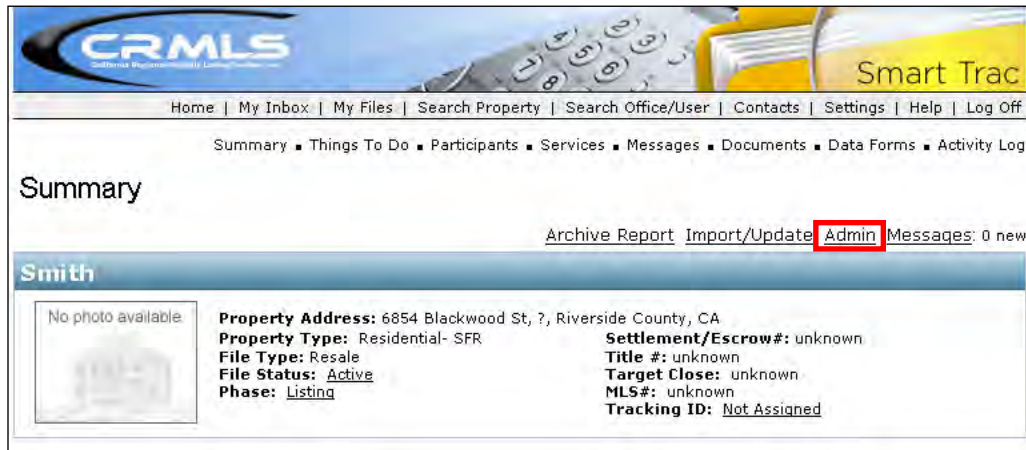 CRMLS
Smart Trac
Home | My Inbox | My Files | Search Property | Search Office/User | Contacts | Settings | Help | Log Off
Summary ▪ Things To Do ▪ Participants ▪ Services ▪ Messages ▪ Documents ▪ Data Forms ▪ Activity Log
Summary
Archive Report Import/Update Admin Messages: 0 new
Smith
No photo available
Property Address: 6854 Blackwood St, ?, Riverside County, CA
Property Type: Residential- SFR Settlement/Escrow#: unknown
File Type: Resale Title #: unknown
File Status: Active Target Close: unknown
Phase: Listing MLS#: unknown
Tracking ID: Not Assigned